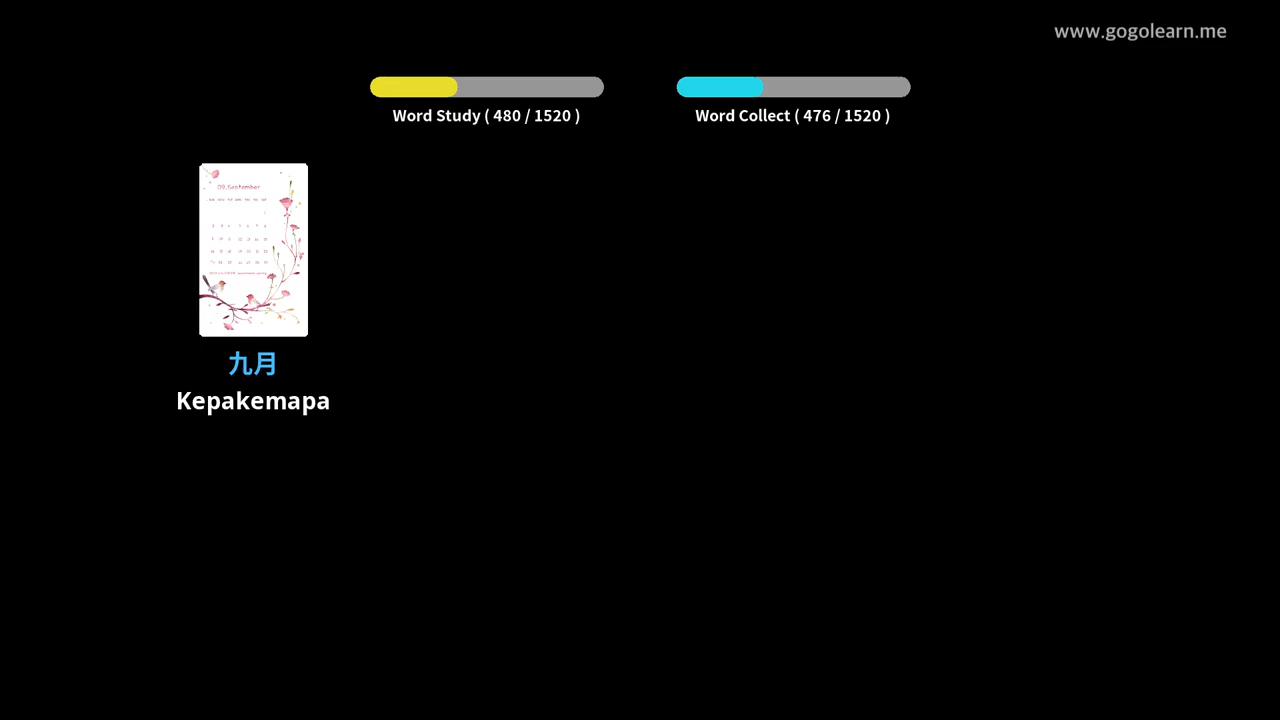 www.gogolearn.me
Word Study ( 480 / 1520 )
Word Collect ( 476 / 1520 )
09.September
九月
Kepakemapa